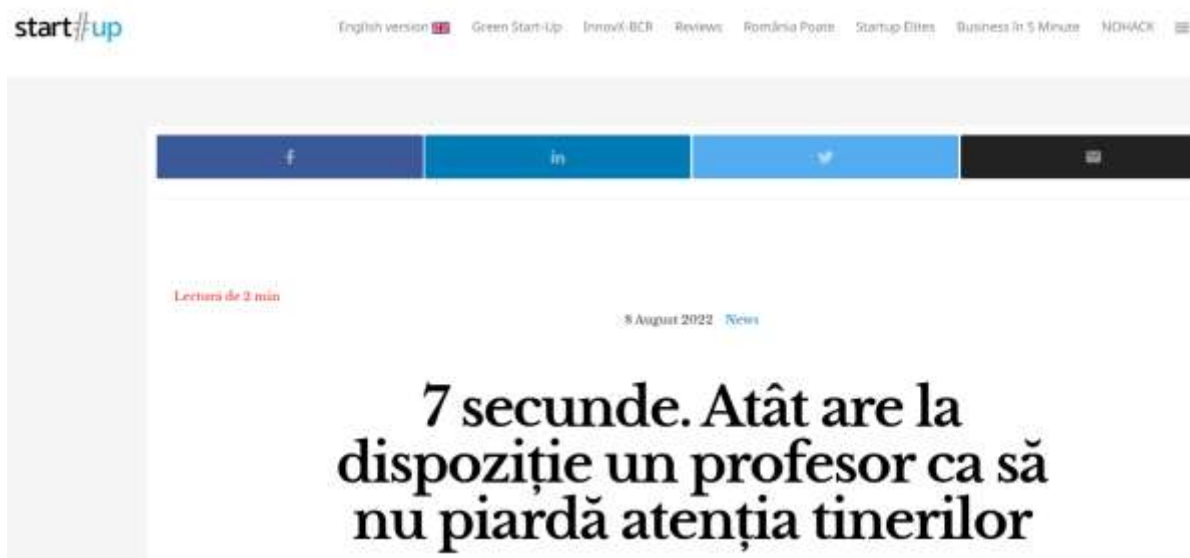 start#up
English version Green Start-Up InnovX-BCR Reviews România Poate Startup Elites Business în 5 Minute NOHACK
f in
Lectură de 2 min
8 August 2022 News
7 secunde. Atât are la
dispoziție un profesor ca să
nu piardă atenția tinerilor